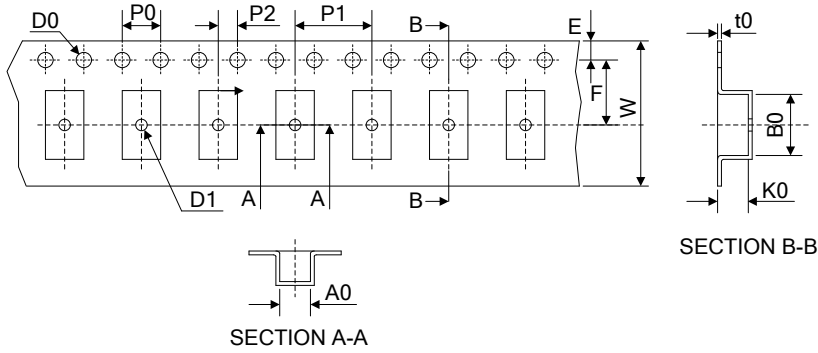 D0 P0 P2 P1 B E t0
F W
B0
D1 A A B K0
SECTION B-B
A0
SECTION A-A